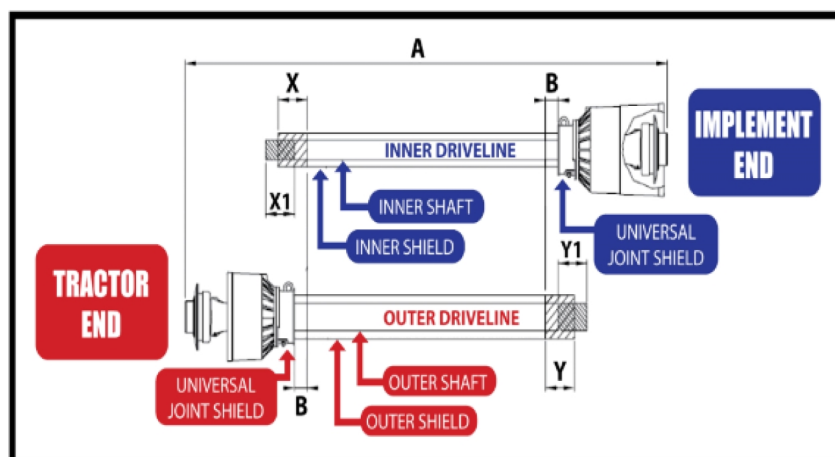 A
X
B
INNER DRIVELINE
IMPLEMENT
END
X1
INNER SHAFT
INNER SHIELD
UNIVERSAL
JOINT SHIELD
Y1
TRACTOR
END
OUTER DRIVELINE
UNIVERSAL
JOINT SHIELD
B
OUTER SHAFT
OUTER SHIELD
Y